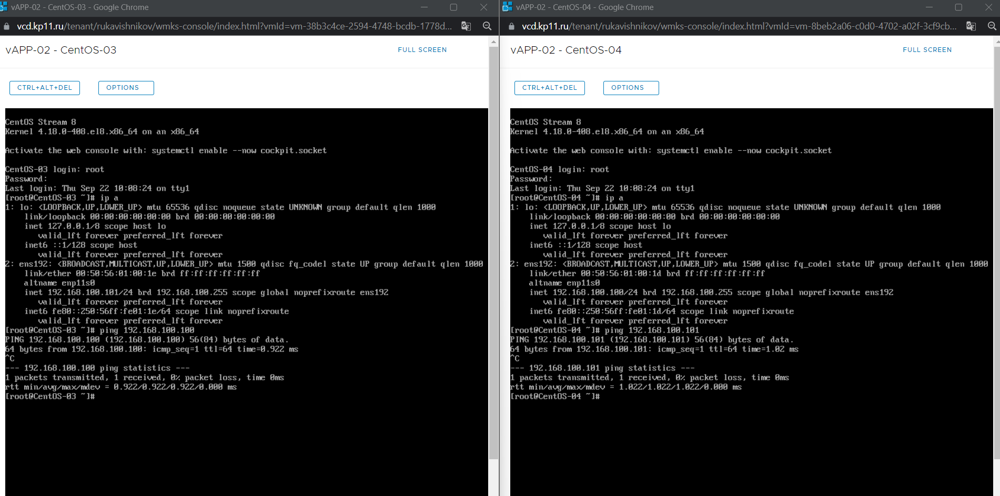 vAPP-02 - CentOS-03 - Google Chrome
vcd.kp11.ru/tenant/rukavishnikov/wmks-console/index.html?vmId=vm-38b3c4ce-2594-4748-bcdb-1778d...
vAPP-02 - CentOS-03
FULL SCREEN
CTRL+ALT+DEL
OPTIONS
CentOS Stream 8
Kernel 4.18.0-408.el8.x86_64 on an x86_64
Activate the web console with: systemctl enable --now cockpit.socket
CentOS-03 login: root
Password:
Last login: Thu Sep 22 10:08:24 on tty1
[root@CentOS-03 ~]# ip a
1: lo: <LOOPBACK,UP,LOWER_UP> mtu 65536 qdisc noqueue state UNKNOWN group default qlen 1000
link/loopback 00:00:00:00:00:00 brd 00:00:00:00:00:00
inet 127.0.0.1/8 scope host lo
valid_lft forever preferred_lft forever
inet6 ::1/128 scope host
valid_lft forever preferred_lft forever
2: ens192: <BROADCAST,MULTICAST,UP,LOWER_UP> mtu 1500 qdisc fq_codel state UP group default qlen 1000
link/ether 00:50:56:01:00:1e brd ff:ff:ff:ff:ff:ff
altname enp11s0
inet 192.168.100.101/24 brd 192.168.100.255 scope global noprefixroute ens192
valid_lft forever preferred_lft forever
inet6 fe80::250:56ff:fe01:1e/64 scope link noprefixroute
valid_lft forever preferred_lft forever
[root@CentOS-03 ~]# ping 192.168.100.100
PING 192.168.100.100 (192.168.100.100) 56(84) bytes of data.
64 bytes from 192.168.100.100: icmp_seq=1 ttl=64 time=0.922 ms
^C
--- 192.168.100.100 ping statistics ---
1 packets transmitted, 1 received, 0% packet loss, time 0ms
rtt min/avg/max/mdev = 0.922/0.922/0.922/0.000 ms
[root@CentOS-03 ~]#
vAPP-02 - CentOS-04 - Google Chrome
vcd.kp11.ru/tenant/rukavishnikov/wmks-console/index.html?vmId=vm-8beb2a06-c0d0-4702-a02f-3cf9cb...
vAPP-02 - CentOS-04
FULL SCREEN
CTRL+ALT+DEL
OPTIONS
CentOS Stream 8
Kernel 4.18.0-408.el8.x86_64 on an x86_64
Activate the web console with: systemctl enable --now cockpit.socket
CentOS-04 login: root
Password:
Last login: Thu Sep 22 10:08:24 on tty1
[root@CentOS-04 ~]# ip a
1: lo: <LOOPBACK,UP,LOWER_UP> mtu 65536 qdisc noqueue state UNKNOWN group default qlen 1000
link/loopback 00:00:00:00:00:00 brd 00:00:00:00:00:00
inet 127.0.0.1/8 scope host lo
valid_lft forever preferred_lft forever
inet6 ::1/128 scope host
valid_lft forever preferred_lft forever
2: ens192: <BROADCAST,MULTICAST,UP,LOWER_UP> mtu 1500 qdisc fq_codel state UP group default qlen 1000
link/ether 00:50:56:01:00:1d brd ff:ff:ff:ff:ff:ff
altname enp11s0
inet 192.168.100.100/24 brd 192.168.100.255 scope global noprefixroute ens192
valid_lft forever preferred_lft forever
inet6 fe80::250:56ff:fe01:1d/64 scope link noprefixroute
valid_lft forever preferred_lft forever
[root@CentOS-04 ~]# ping 192.168.100.101
PING 192.168.100.101 (192.168.100.101) 56(84) bytes of data.
64 bytes from 192.168.100.101: icmp_seq=1 ttl=64 time=1.02 ms
^C
--- 192.168.100.101 ping statistics ---
1 packets transmitted, 1 received, 0% packet loss, time 0ms
rtt min/avg/max/mdev = 1.022/1.022/1.022/0.000 ms
[root@CentOS-04 ~]#